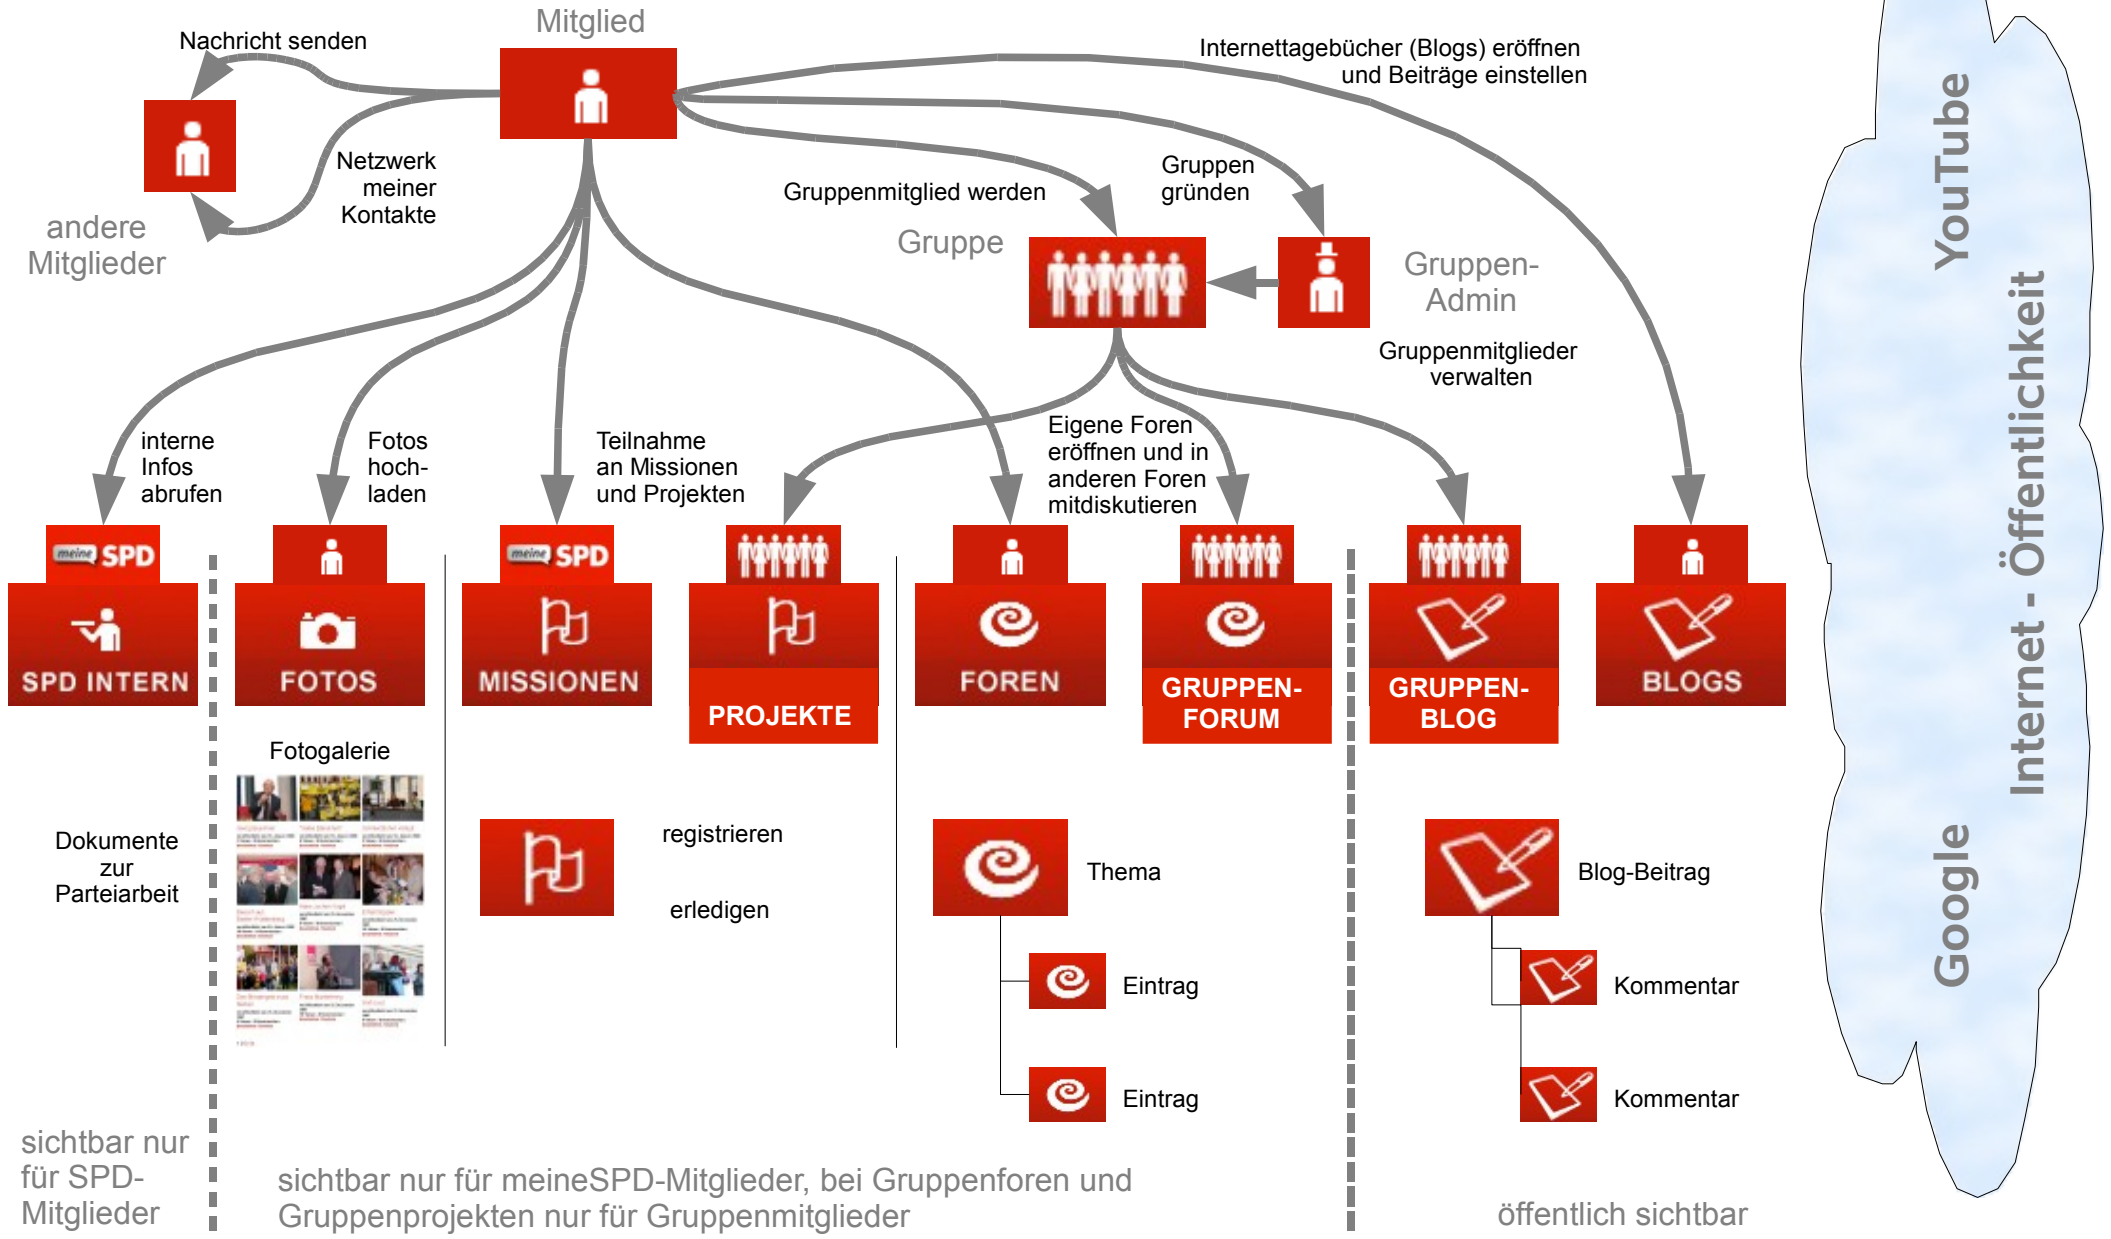 Mitglied
Nachricht senden
Internettagebücher (Blogs) eröffnen
und Beiträge einstellen
Netzwerk
meiner
Kontakte
Gruppenmitglied werden
Gruppen
gründen
andere
Mitglieder
Gruppe
Gruppen-
Admin
Gruppenmitglieder
verwalten
interne
Infos
abrufen
Fotos
hoch-
laden
Teilnahme
an Missionen
und Projekten
Eigene Foren
eröffnen und in
anderen Foren
mitdiskutieren
meine SPD
SPD INTERN
FOTOS
meine SPD
MISSIONEN
PROJEKTE
FOREN
GRUPPEN-
FORUM
GRUPPEN-
BLOG
BLOGS
Fotogalerie
Dokumente
zur
Parteiarbeit
registrieren
erledigen
Thema
Eintrag
Eintrag
Blog-Beitrag
Kommentar
Kommentar
sichtbar nur
für SPD-
Mitglieder
sichtbar nur für meineSPD-Mitglieder, bei Gruppenforen und
Gruppenprojekten nur für Gruppenmitglieder
öffentlich sichtbar
YouTube
Internet - Öffentlichkeit
Google